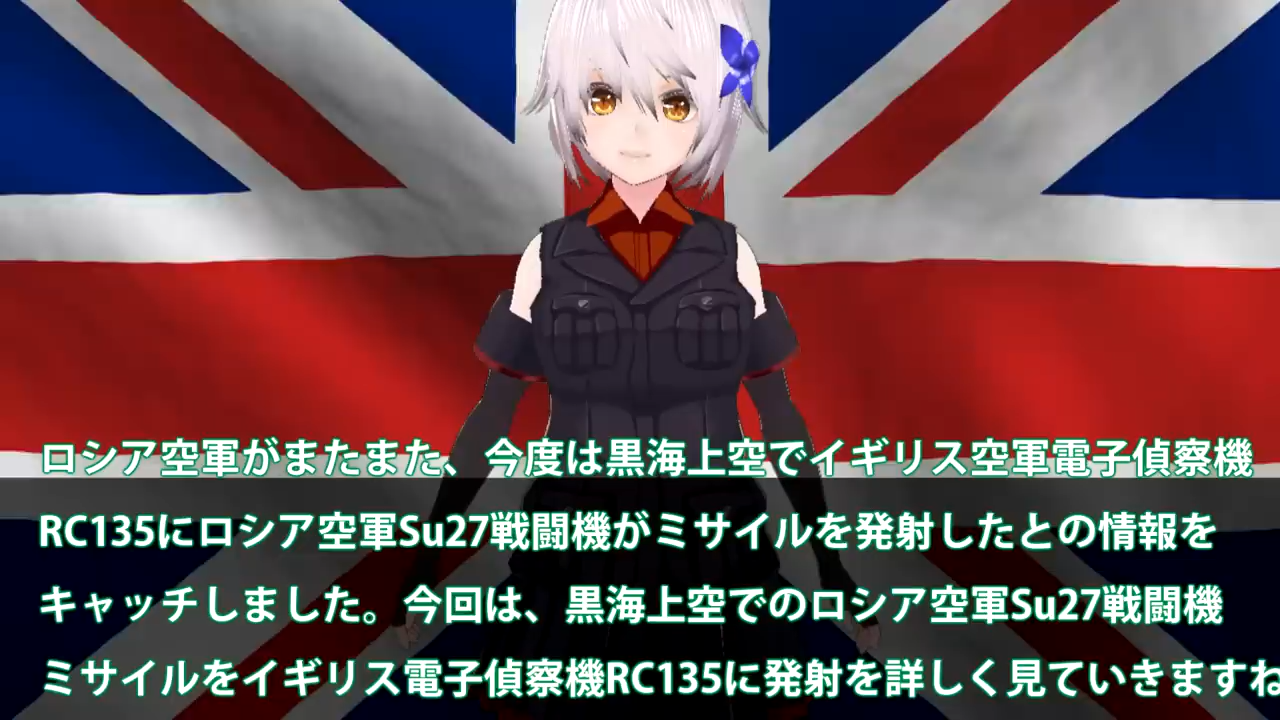 ロシア空軍がまたまた、今度は黒海上空でイギリス空軍電子偵察機
RC135にロシア空軍Su27戦闘機がミサイルを発射したとの情報を
キャッチしました。今回は、黒海上空でのロシア空軍Su27戦闘機
ミサイルをイギリス電子偵察機RC135に発射を詳しく見ていきますね